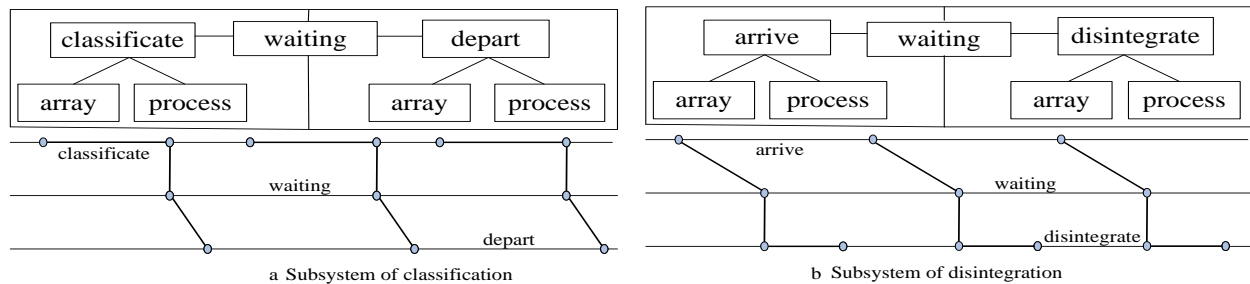 classificate waiting depart
array process array process
classificate
waiting
depart
a Subsystem of classification
arrive waiting disintegrate
array process array process
arrive
waiting
disintegrate
b Subsystem of disintegration